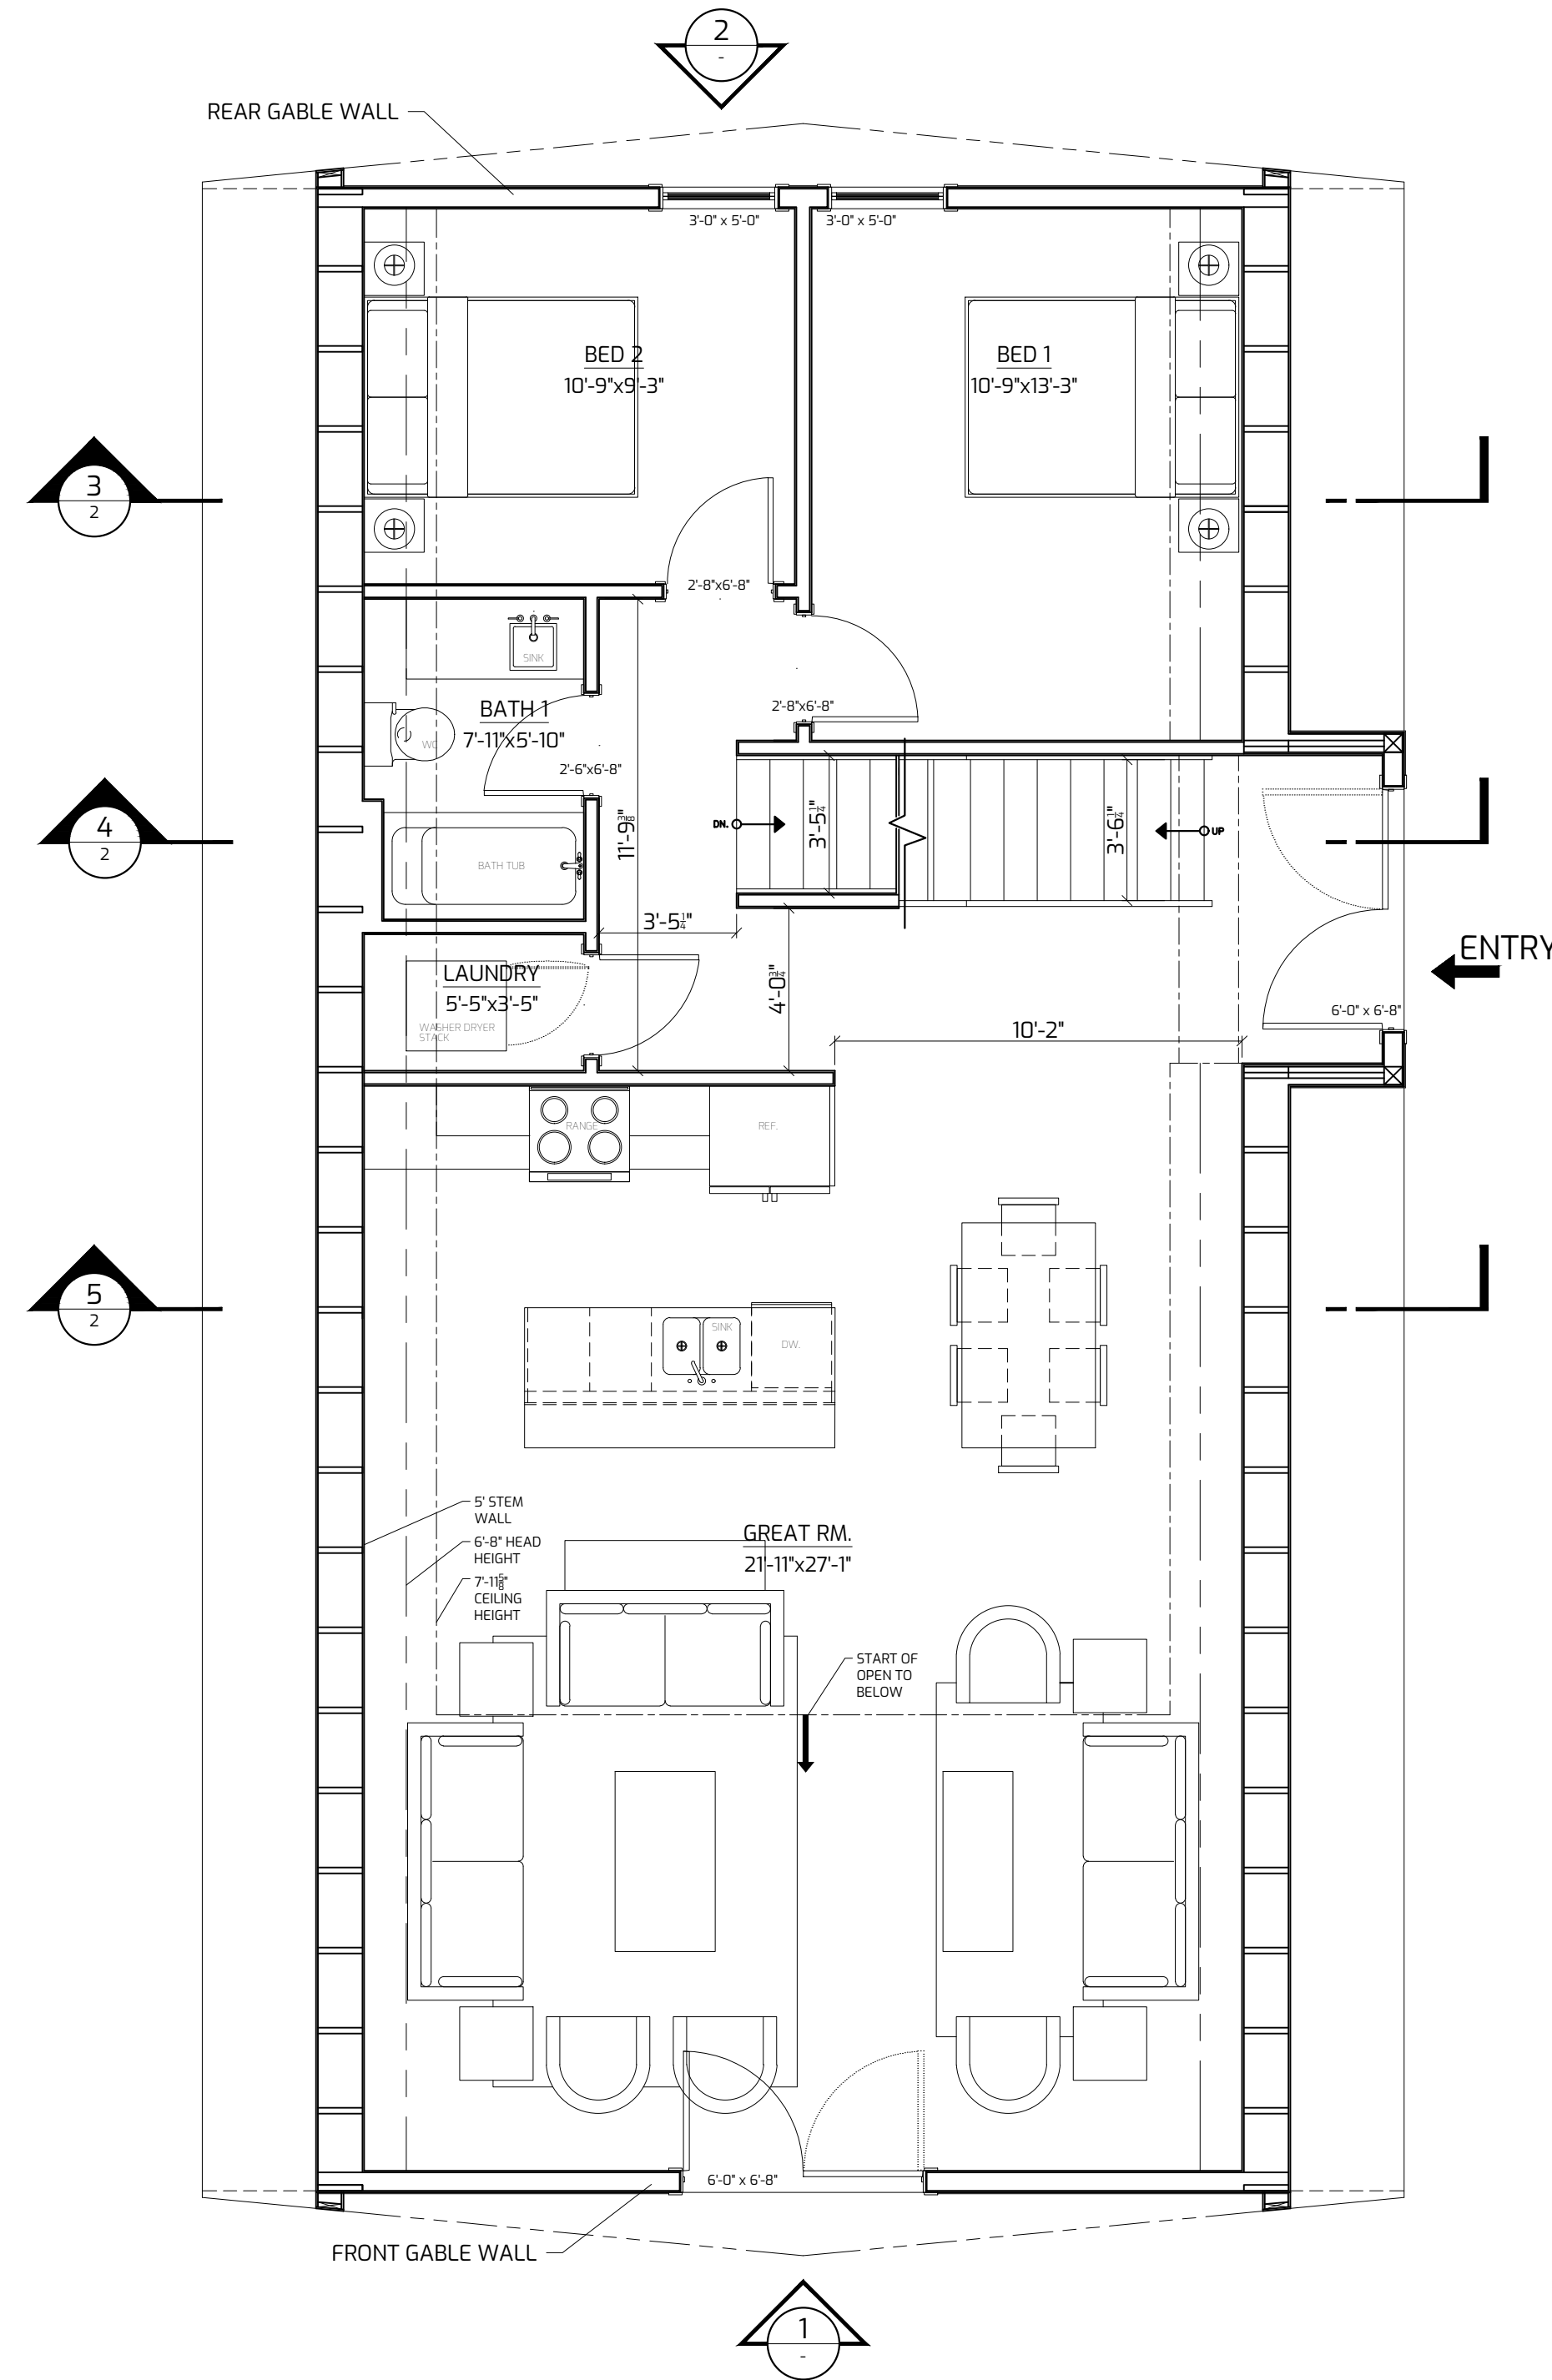 2
-
REAR GABLE WALL
3'-0" x 5'-0"
3'-0" x 5'-0"
BED 2
10'-9"x9'-3"
BED 1
10'-9"x13'-3"
3
2
2'-8"x6'-8"
SINK
BATH 1
7'-11"x5'-10"
WC
2'-8"x6'-8"
2'-6"x6'-8"
11'-9 3/8"
DN.
3'-5 1/4"
3'-6 1/4"
UP
4
2
BATH TUB
3'-5 1/4"
ENTRY
LAUNDRY
5'-5"x3'-5"
4'-0 3/4"
WASHER DRYER
STACK
10'-2"
6'-0" x 6'-8"
RANGE
REF.
5
2
SINK
DW.
5' STEM
WALL
6'-8" HEAD
HEIGHT
7'-11 5/8"
CEILING
HEIGHT
GREAT RM.
21'-11"x27'-1"
START OF
OPEN TO
BELOW
6'-0" x 6'-8"
FRONT GABLE WALL
1
-